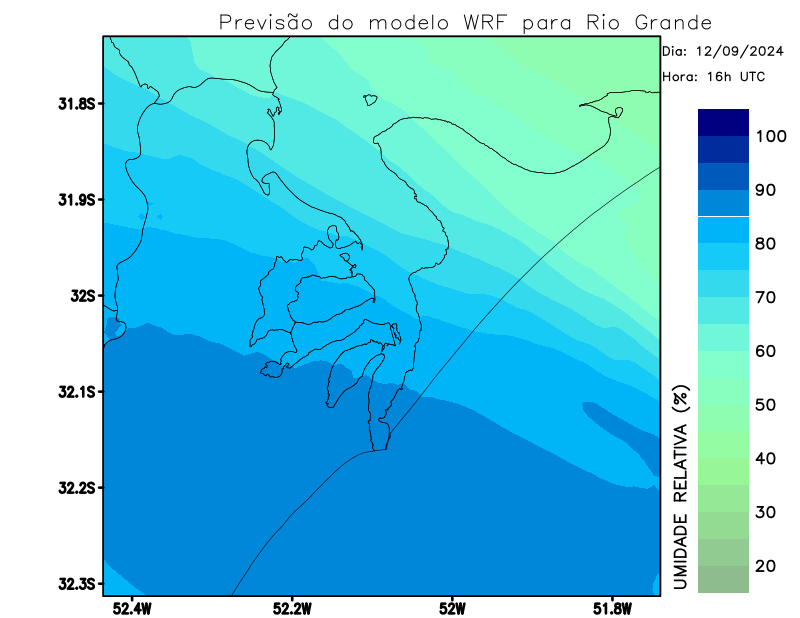 Previsão do modelo WRF para Rio Grande
Dia: 12/09/2024
Hora: 16h UTC
31.8S
31.9S
32S
32.1S
32.2S
32.3S
52.4W
52.2W
52W
51.8W
UMIDADE RELATIVA (%)
100
90
80
70
60
50
40
30
20